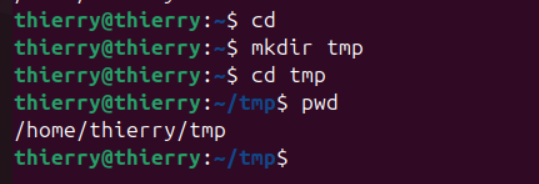 thierry@thierry:~$ cd
thierry@thierry:~$ mkdir tmp
thierry@thierry:~$ cd tmp
thierry@thierry:~/tmp$ pwd
/home/thierry/tmp
thierry@thierry:~/tmp$